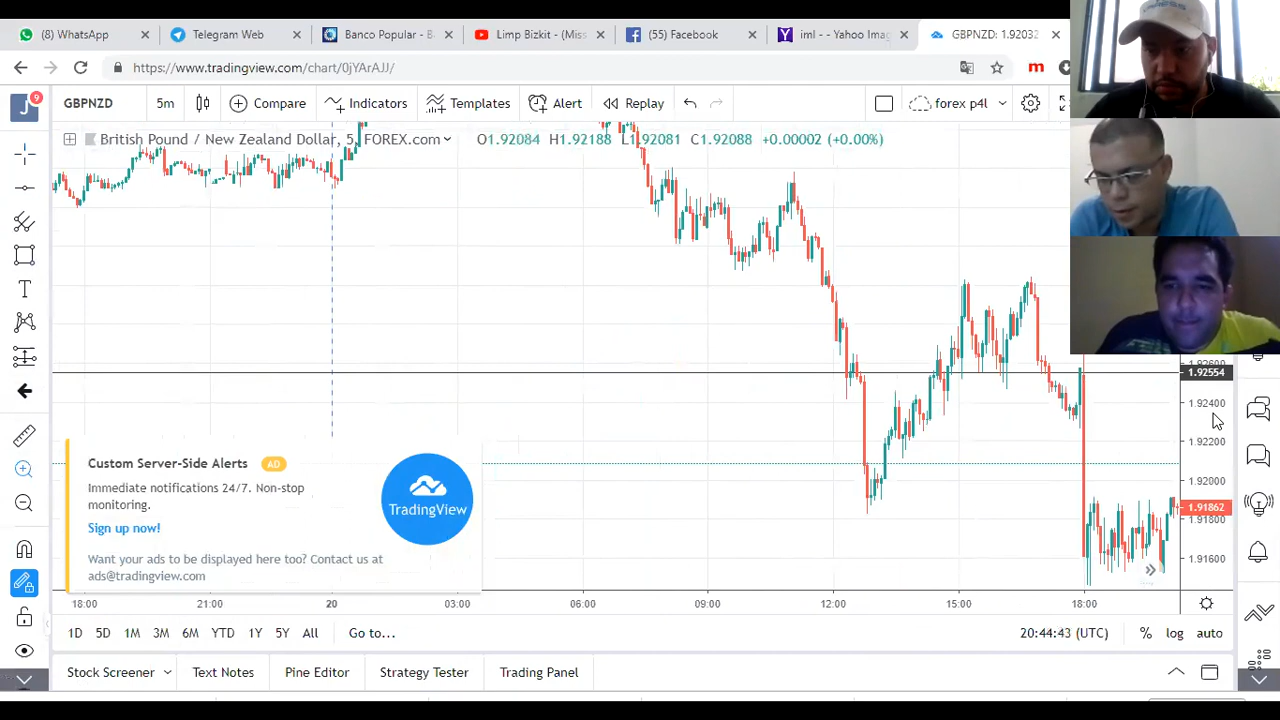 (8) WhatsApp
Telegram Web
Banco Popular -
Limp Bizkit - (Mis
(55) Facebook
iml - - Yahoo Ima
GBPNZD: 1.92032
https://www.tradingview.com/chart/0jYArAJJ/
m
J
9
GBPNZD
5m
Compare
Indicators
Templates
Alert
Replay
forex p4l
British Pound / New Zealand Dollar, 5, FOREX.com
O1.92084 H1.92188 L1.92081 C1.92088 +0.00002 (+0.00%)
1.92600
1.92554
1.92400
1.92200
1.92000
1.91862
1.91800
1.91600
Custom Server-Side Alerts AD
Immediate notifications 24/7. Non-stop
monitoring.
Sign up now!
Want your ads to be displayed here too? Contact us at
ads@tradingview.com
TradingView
18:00
21:00
20
03:00
06:00
09:00
12:00
15:00
18:00
1D 5D 1M 3M 6M YTD 1Y 5Y All Go to...
20:44:43 (UTC) % log auto
Stock Screener
Text Notes
Pine Editor
Strategy Tester
Trading Panel